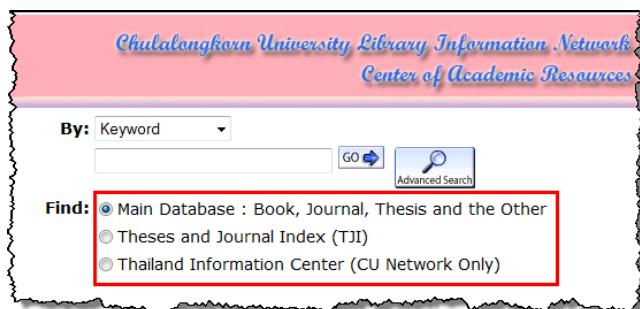 Chulalongkorn University Library Information Network
Center of Academic Resources
By: Keyword
GO
Advanced Search
Find: Main Database : Book, Journal, Thesis and the Other
Theses and Journal Index (TJI)
Thailand Information Center (CU Network Only)